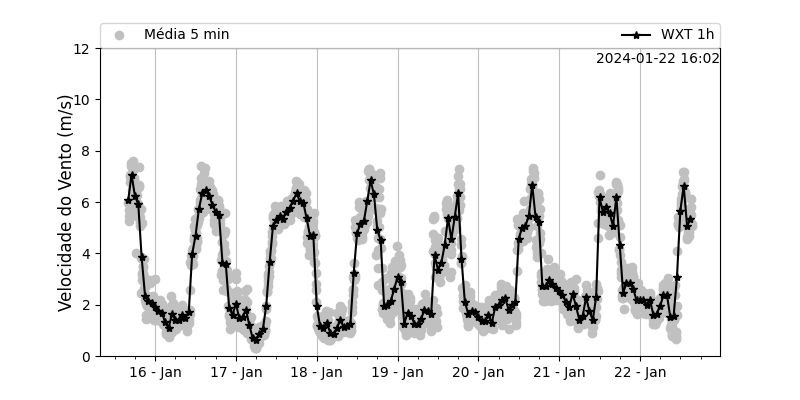 Média 5 min
WXT 1h
2024-01-22 16:02
Velocidade do Vento (m/s)
12
10
8
6
4
2
0
16 - Jan
17 - Jan
18 - Jan
19 - Jan
20 - Jan
21 - Jan
22 - Jan